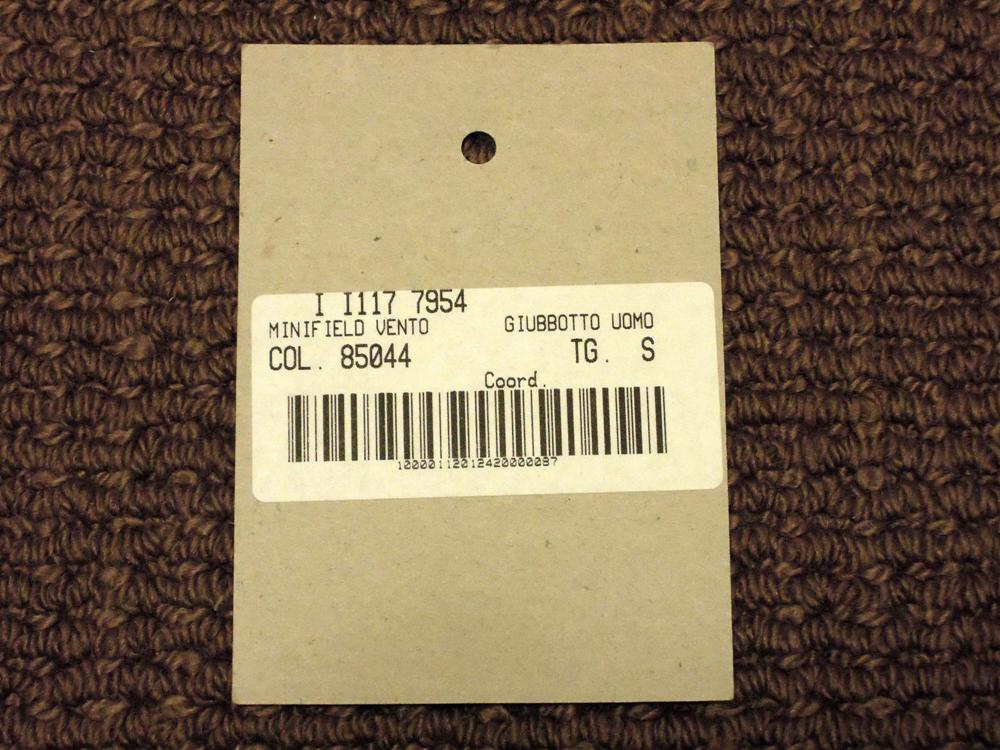 I I117 7954
MINIFIELD VENTO GIUBBOTTO UOMO
COL. 85044 TG. S
Coord.
10000112012420000097